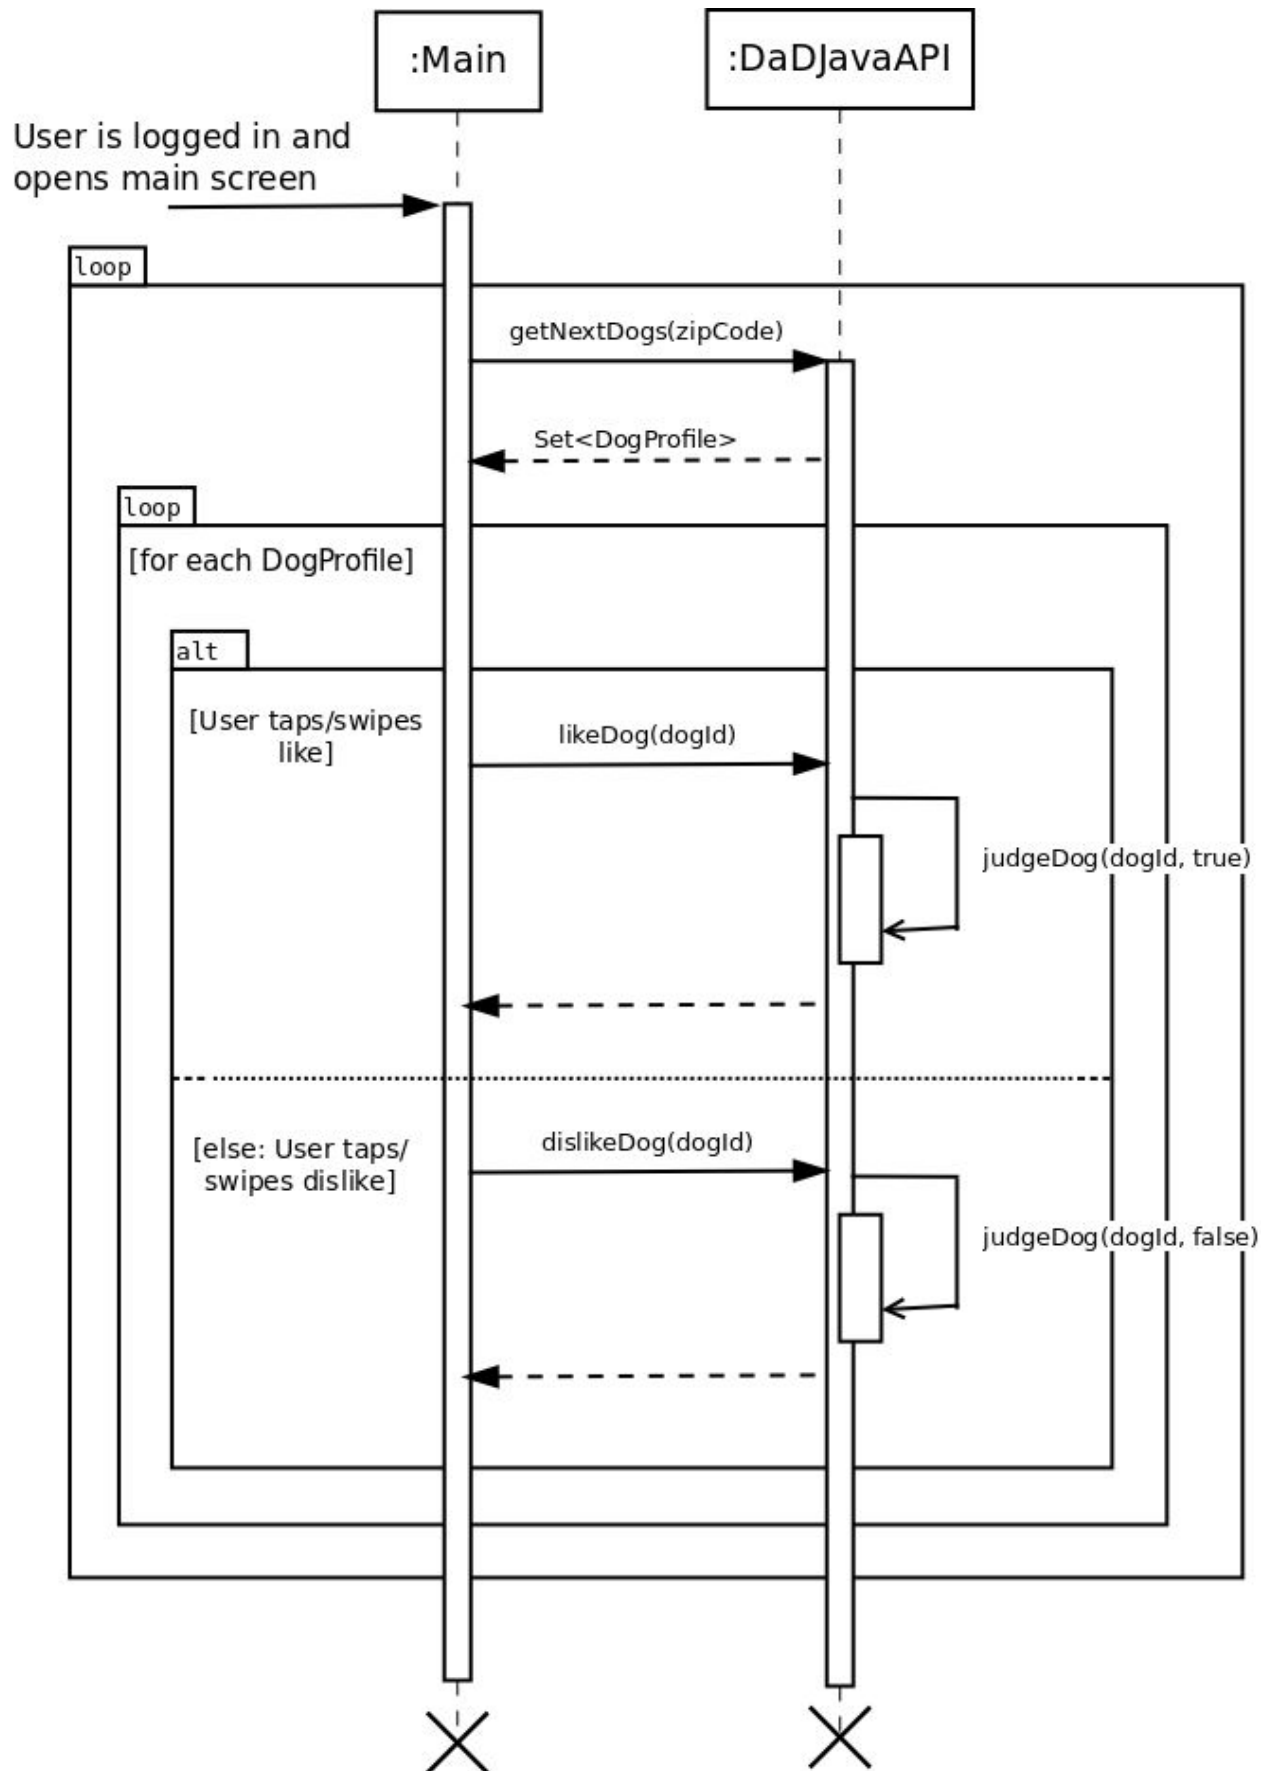 :Main
:DaDJavaAPI
User is logged in and
opens main screen
loop
getNextDogs(zipCode)
Set<DogProfile>
loop
[for each DogProfile]
alt
[User taps/swipes
like]
likeDog(dogId)
judgeDog(dogId, true)
[else: User taps/
swipes dislike]
dislikeDog(dogId)
judgeDog(dogId, false)